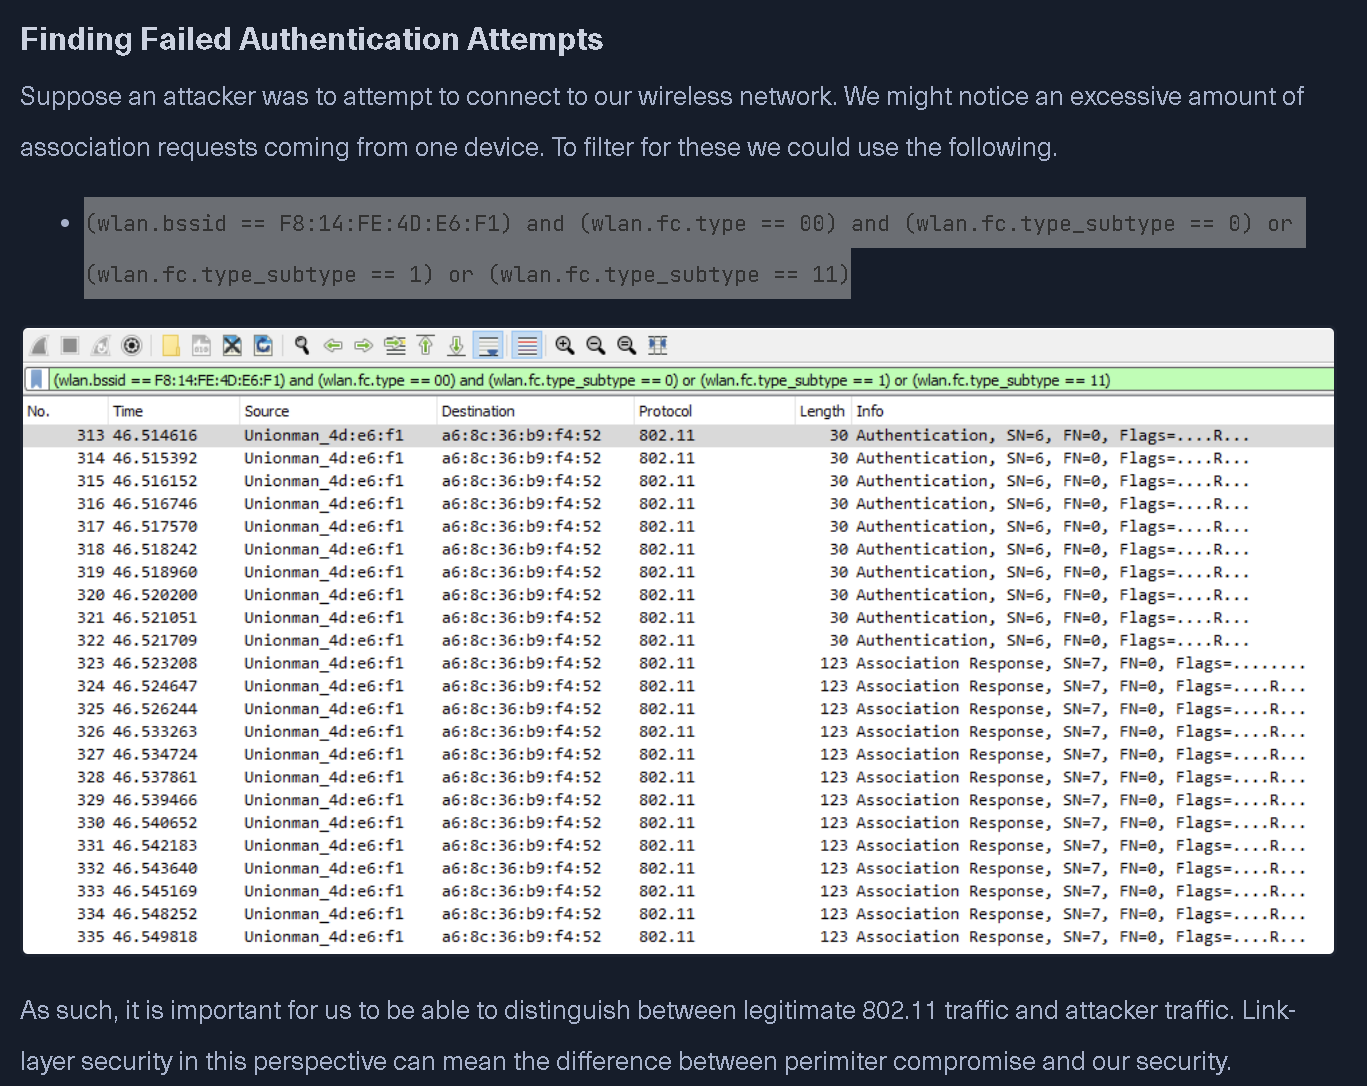 Finding Failed Authentication Attempts
Suppose an attacker was to attempt to connect to our wireless network. We might notice an excessive amount of
association requests coming from one device. To filter for these we could use the following.
• (wlan.bssid == F8:14:FE:4D:E6:F1) and (wlan.fc.type == 00) and (wlan.fc.type_subtype == 0) or
(wlan.fc.type_subtype == 1) or (wlan.fc.type_subtype == 11)
(wlan.bssid == F8:14:FE:4D:E6:F1) and (wlan.fc.type == 00) and (wlan.fc.type_subtype == 0) or (wlan.fc.type_subtype == 1) or (wlan.fc.type_subtype == 11)
No. Time Source Destination Protocol Length Info
313 46.514616 Unionman_4d:e6:f1 a6:8c:36:b9:f4:52 802.11 30 Authentication, SN=6, FN=0, Flags=....R...
314 46.515392 Unionman_4d:e6:f1 a6:8c:36:b9:f4:52 802.11 30 Authentication, SN=6, FN=0, Flags=....R...
315 46.516152 Unionman_4d:e6:f1 a6:8c:36:b9:f4:52 802.11 30 Authentication, SN=6, FN=0, Flags=....R...
316 46.516746 Unionman_4d:e6:f1 a6:8c:36:b9:f4:52 802.11 30 Authentication, SN=6, FN=0, Flags=....R...
317 46.517570 Unionman_4d:e6:f1 a6:8c:36:b9:f4:52 802.11 30 Authentication, SN=6, FN=0, Flags=....R...
318 46.518242 Unionman_4d:e6:f1 a6:8c:36:b9:f4:52 802.11 30 Authentication, SN=6, FN=0, Flags=....R...
319 46.518960 Unionman_4d:e6:f1 a6:8c:36:b9:f4:52 802.11 30 Authentication, SN=6, FN=0, Flags=....R...
320 46.520200 Unionman_4d:e6:f1 a6:8c:36:b9:f4:52 802.11 30 Authentication, SN=6, FN=0, Flags=....R...
321 46.521051 Unionman_4d:e6:f1 a6:8c:36:b9:f4:52 802.11 30 Authentication, SN=6, FN=0, Flags=....R...
322 46.521709 Unionman_4d:e6:f1 a6:8c:36:b9:f4:52 802.11 30 Authentication, SN=6, FN=0, Flags=....R...
323 46.523208 Unionman_4d:e6:f1 a6:8c:36:b9:f4:52 802.11 123 Association Response, SN=7, FN=0, Flags=........
324 46.524647 Unionman_4d:e6:f1 a6:8c:36:b9:f4:52 802.11 123 Association Response, SN=7, FN=0, Flags=....R...
325 46.526244 Unionman_4d:e6:f1 a6:8c:36:b9:f4:52 802.11 123 Association Response, SN=7, FN=0, Flags=....R...
326 46.533263 Unionman_4d:e6:f1 a6:8c:36:b9:f4:52 802.11 123 Association Response, SN=7, FN=0, Flags=....R...
327 46.534724 Unionman_4d:e6:f1 a6:8c:36:b9:f4:52 802.11 123 Association Response, SN=7, FN=0, Flags=....R...
328 46.537861 Unionman_4d:e6:f1 a6:8c:36:b9:f4:52 802.11 123 Association Response, SN=7, FN=0, Flags=....R...
329 46.539466 Unionman_4d:e6:f1 a6:8c:36:b9:f4:52 802.11 123 Association Response, SN=7, FN=0, Flags=....R...
330 46.540652 Unionman_4d:e6:f1 a6:8c:36:b9:f4:52 802.11 123 Association Response, SN=7, FN=0, Flags=....R...
331 46.542183 Unionman_4d:e6:f1 a6:8c:36:b9:f4:52 802.11 123 Association Response, SN=7, FN=0, Flags=....R...
332 46.543640 Unionman_4d:e6:f1 a6:8c:36:b9:f4:52 802.11 123 Association Response, SN=7, FN=0, Flags=....R...
333 46.545169 Unionman_4d:e6:f1 a6:8c:36:b9:f4:52 802.11 123 Association Response, SN=7, FN=0, Flags=....R...
334 46.548252 Unionman_4d:e6:f1 a6:8c:36:b9:f4:52 802.11 123 Association Response, SN=7, FN=0, Flags=....R...
335 46.549818 Unionman_4d:e6:f1 a6:8c:36:b9:f4:52 802.11 123 Association Response, SN=7, FN=0, Flags=....R...
As such, it is important for us to be able to distinguish between legitimate 802.11 traffic and attacker traffic. Link-
layer security in this perspective can mean the difference between perimiter compromise and our security.